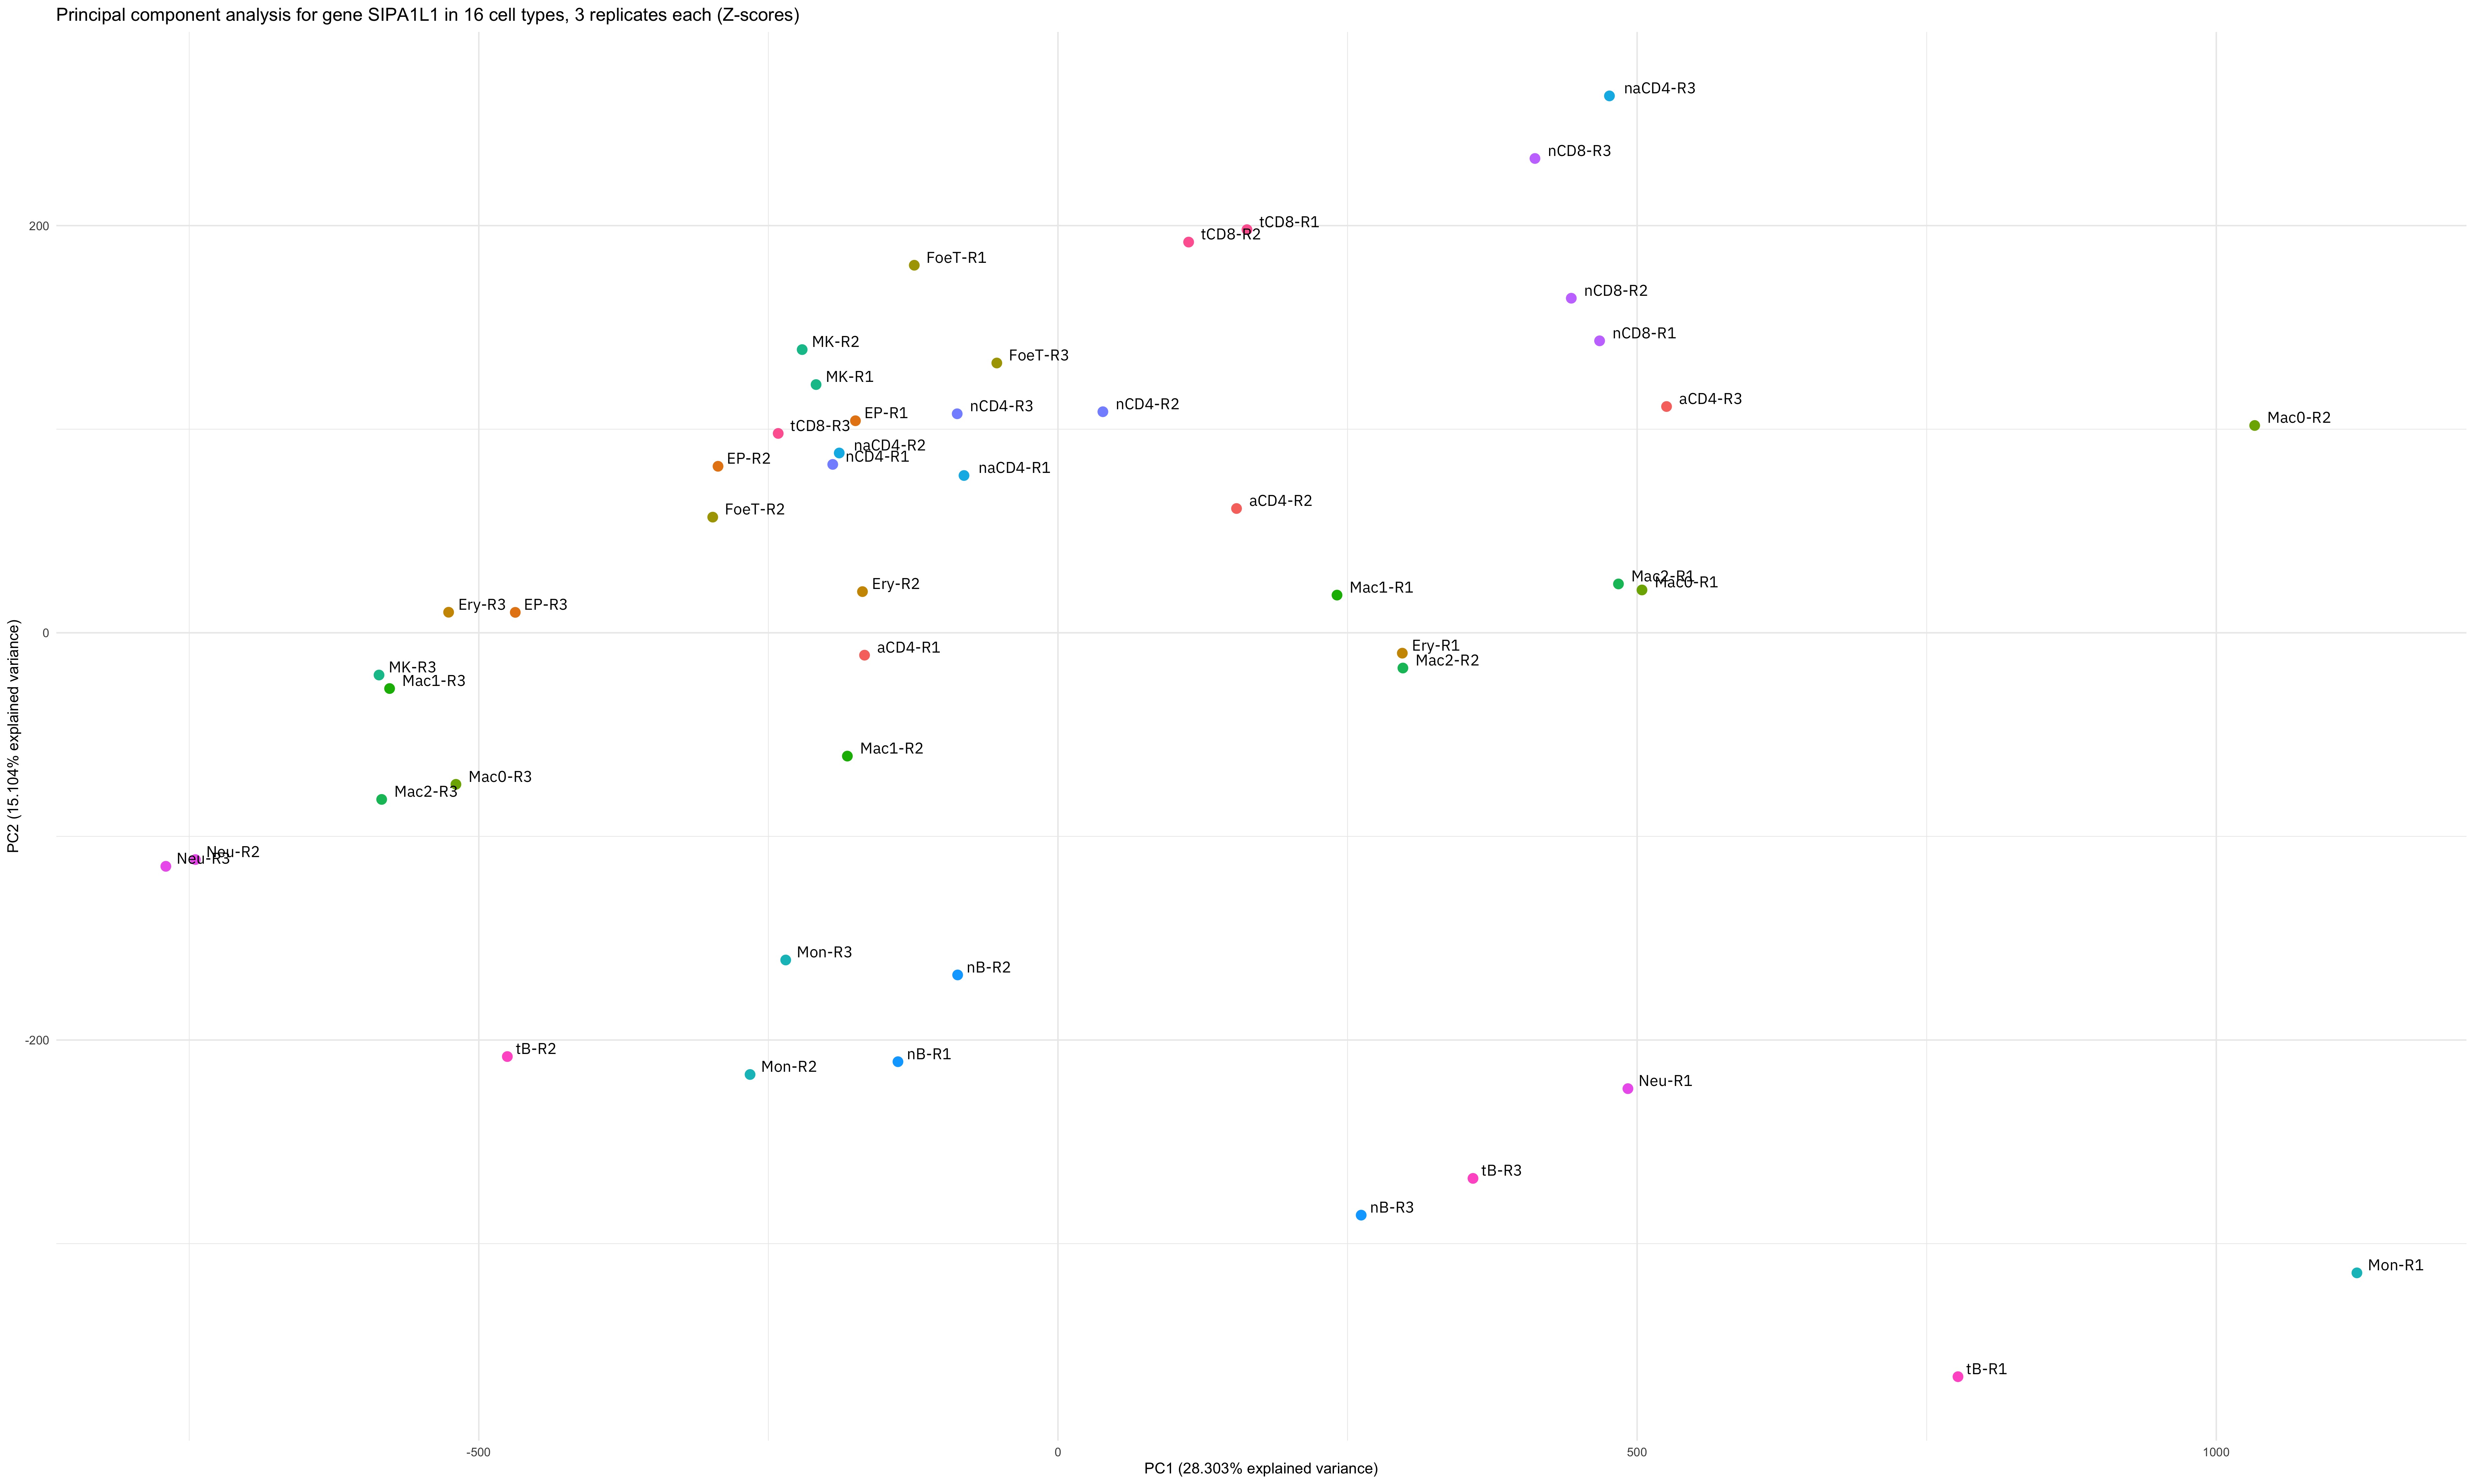 Principal component analysis for gene SIPA1L1 in 16 cell types, 3 replicates each (Z-scores)
naCD4-R3
nCD8-R3
tCD8-R1
200
tCD8-R2
FoeT-R1
nCD8-R2
nCD8-R1
MK-R2
FoeT-R3
MK-R1
aCD4-R3
nCD4-R2
nCD4-R3
EP-R1
Mac0-R2
tCD8-R3
naCD4-R2
nCD4-R1
EP-R2
naCD4-R1
aCD4-R2
FoeT-R2
Mac2-R1
Mac0-R1
Ery-R2
Mac1-R1
Ery-R3
EP-R3
0
Ery-R1
aCD4-R1
Mac2-R2
MK-R3
Mac1-R3
PC2 (15.104% explained variance)
Mac1-R2
Mac0-R3
Mac2-R3
Neu-R2
Neu-R3
Mon-R3
nB-R2
-200
tB-R2
nB-R1
Mon-R2
Neu-R1
tB-R3
nB-R3
Mon-R1
tB-R1
-500
0
500
1000
PC1 (28.303% explained variance)